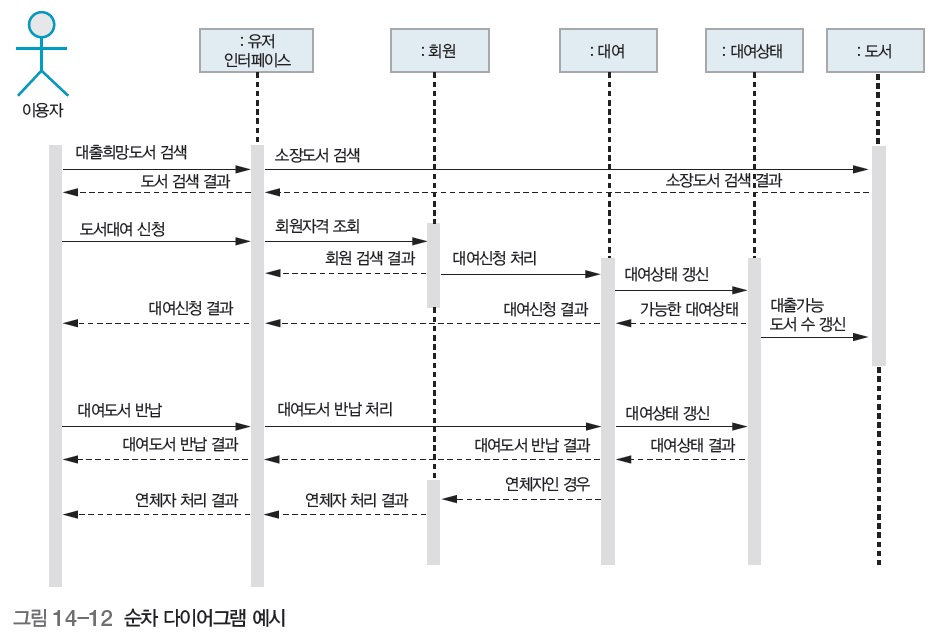 이용자
: 유저
인터페이스
: 회원
: 대여
: 대여상태
: 도서
대출희망도서 검색
소장도서 검색
도서 검색 결과
소장도서 검색 결과
도서대여 신청
회원자격 조회
회원 검색 결과
대여신청 처리
대여상태 갱신
대여신청 결과
대여신청 결과
가능한 대여상태
대출가능
도서 수 갱신
대여도서 반납
대여도서 반납 처리
대여상태 갱신
대여도서 반납 결과
대여도서 반납 결과
대여상태 결과
연체자인 경우
연체자 처리 결과
연체자 처리 결과
그림 14-12 순차 다이어그램 예시